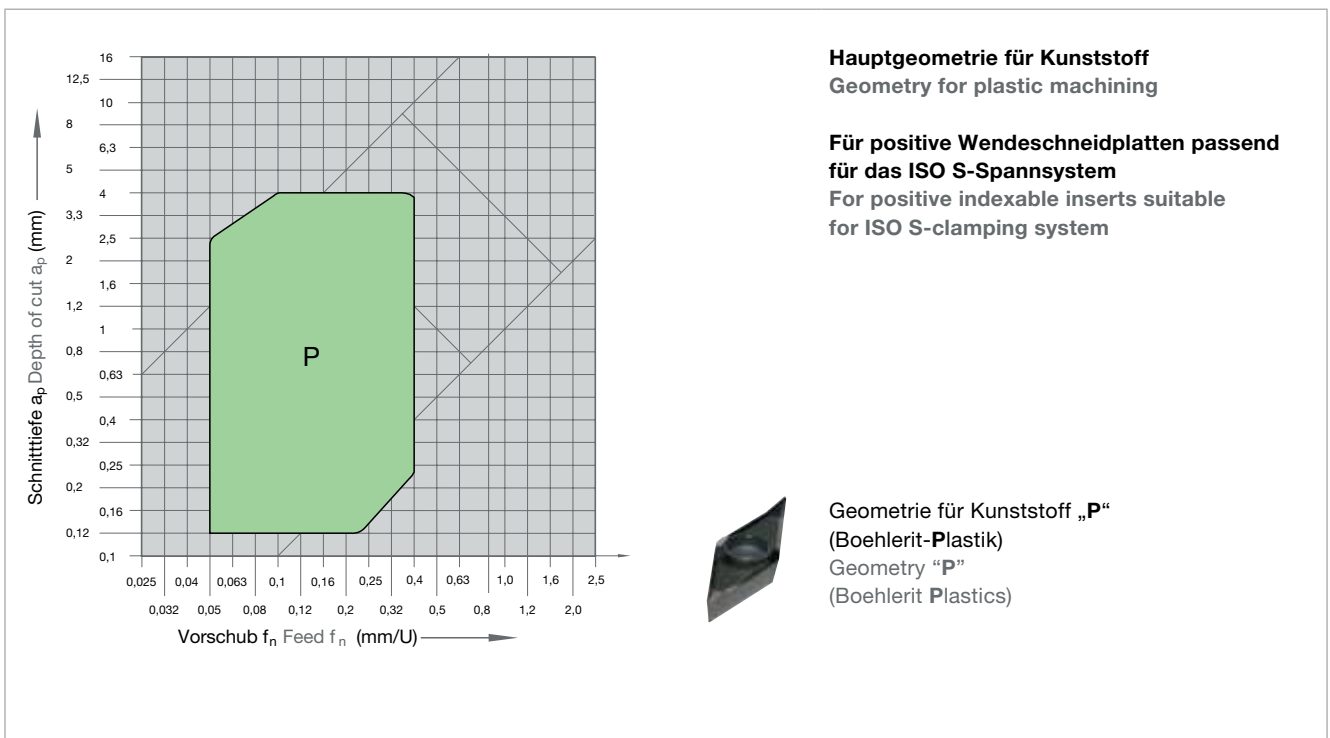 16
12,5
10
8
6,3
5
4
3,3
2,5
2
1,6
1,2
1
0,8
0,63
0,5
0,4
0,32
0,25
0,2
0,16
0,12
0,1
Schnitttiefe ap Depth of cut ap (mm)
P
0,025 0,04 0,063 0,1 0,16 0,25 0,4 0,63 1,0 1,6 2,5
0,032 0,05 0,08 0,12 0,2 0,32 0,5 0,8 1,2 2,0
Vorschub fn Feed fn (mm/U)
Hauptgeometrie für Kunststoff
Geometry for plastic machining
Für positive Wendeschneidplatten passend
für das ISO S-Spannsystem
For positive indexable inserts suitable
for ISO S-clamping system
Geometrie für Kunststoff „P“
(Boehlerit-Plastik)
Geometry “P”
(Boehlerit Plastics)